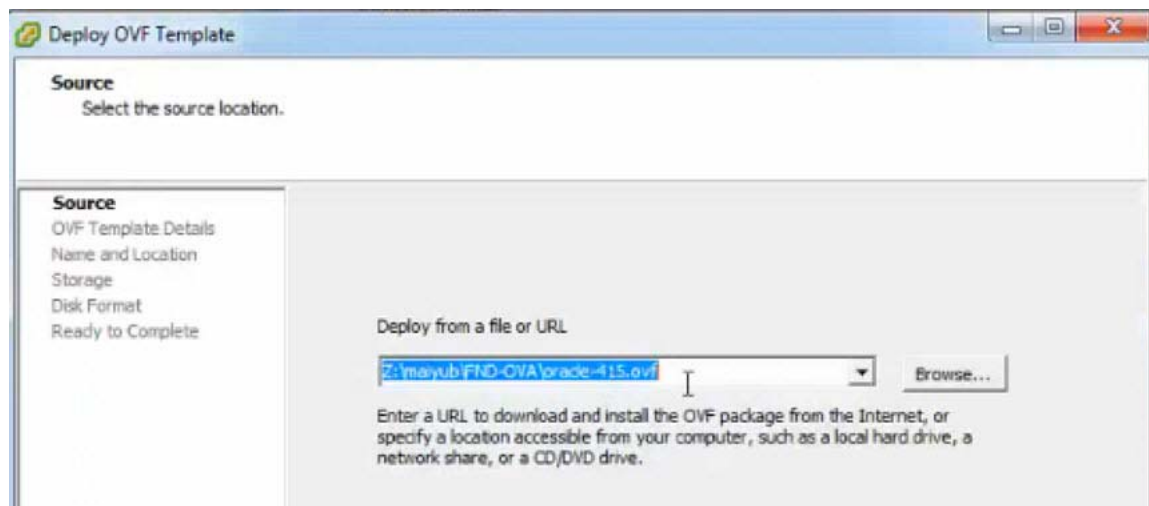 Deploy OVF Template
Source
Select the source location.
Source
OVF Template Details
Name and Location
Storage
Disk Format
Ready to Complete
Deploy from a file or URL
Z:\maiyub\FND-OVA\oracle-415.ovf
Browse...
Enter a URL to download and install the OVF package from the Internet, or
specify a location accessible from your computer, such as a local hard drive, a
network share, or a CD/DVD drive.